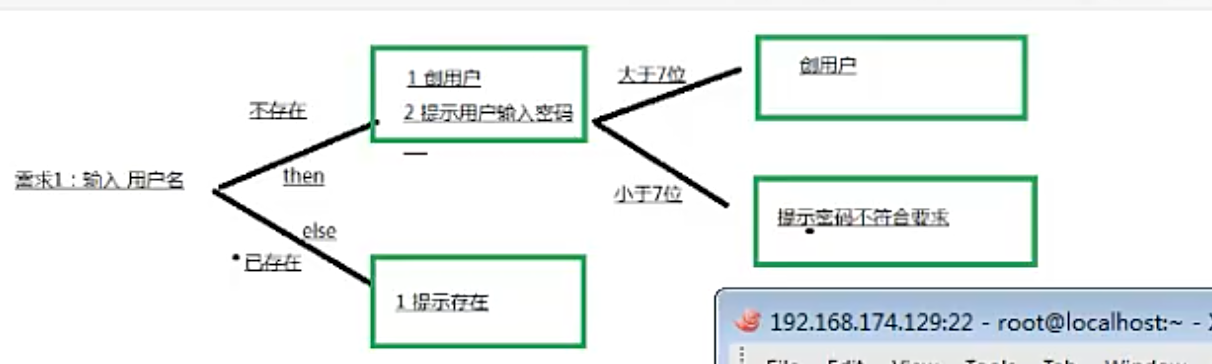 需求1：输入 用户名
不存在
then
else
已存在
1 创用户
2 提示用户输入密码
1 提示存在
大于7位
小于7位
创用户
提示密码不符合要求
192.168.174.129:22 - root@localhost:~ -
File Edit View Tools Tab Window